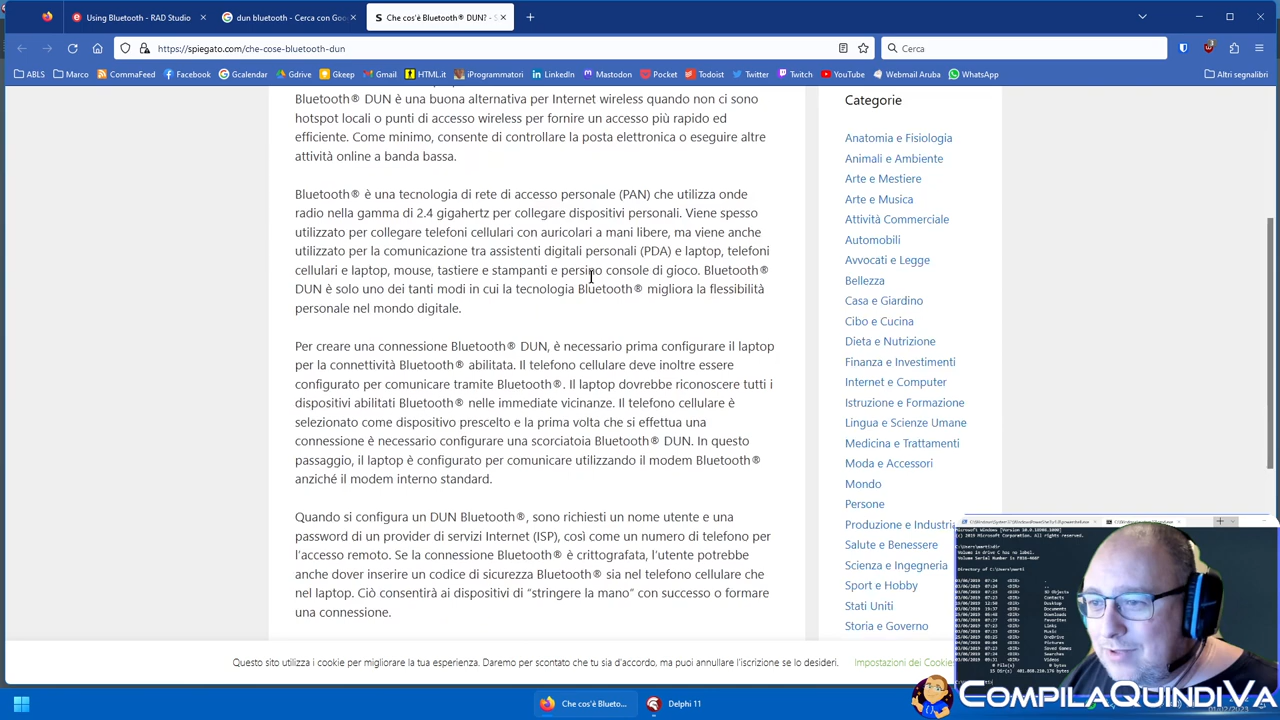 Using Bluetooth - RAD Studio
dun bluetooth - Cerca con Goo
Che cos'è Bluetooth® DUN? - S
https://spiegato.com/che-cose-bluetooth-dun
Cerca
ABLS
Marco
CommaFeed
Facebook
Gcalendar
Gdrive
Gkeep
Gmail
HTML.it
iProgrammatori
LinkedIn
Mastodon
Pocket
Todoist
Twitter
Twitch
YouTube
Webmail Aruba
WhatsApp
Altri segnalibri
Bluetooth® DUN è una buona alternativa per Internet wireless quando non ci sono
hotspot locali o punti di accesso wireless per fornire un accesso più rapido ed
efficiente. Come minimo, consente di controllare la posta elettronica o eseguire altre
attività online a banda bassa.
Bluetooth® è una tecnologia di rete di accesso personale (PAN) che utilizza onde
radio nella gamma di 2.4 gigahertz per collegare dispositivi personali. Viene spesso
utilizzato per collegare telefoni cellulari con auricolari a mani libere, ma viene anche
utilizzato per la comunicazione tra assistenti digitali personali (PDA) e laptop, telefoni
cellulari e laptop, mouse, tastiere e stampanti e persino console di gioco. Bluetooth®
DUN è solo uno dei tanti modi in cui la tecnologia Bluetooth® migliora la flessibilità
personale nel mondo digitale.
Per creare una connessione Bluetooth® DUN, è necessario prima configurare il laptop
per la connettività Bluetooth® abilitata. Il telefono cellulare deve inoltre essere
configurato per comunicare tramite Bluetooth®. Il laptop dovrebbe riconoscere tutti i
dispositivi abilitati Bluetooth® nelle immediate vicinanze. Il telefono cellulare è
selezionato come dispositivo prescelto e la prima volta che si effettua una
connessione è necessario configurare una scorciatoia Bluetooth® DUN. In questo
passaggio, il laptop è configurato per comunicare utilizzando il modem Bluetooth®
anziché il modem interno standard.
Quando si configura un DUN Bluetooth®, sono richiesti un nome utente e una
password di un provider di servizi Internet (ISP), così come un numero di telefono per
l'accesso remoto. Se la connessione Bluetooth® è crittografata, l'utente potrebbe
anche dover inserire un codice di sicurezza Bluetooth® sia nel telefono cellulare che
nel laptop. Ciò consentirà ai dispositivi di "stringere la mano" con successo o formare
una connessione.
Categorie
Anatomia e Fisiologia
Animali e Ambiente
Arte e Mestiere
Arte e Musica
Attività Commerciale
Automobili
Avvocati e Legge
Bellezza
Casa e Giardino
Cibo e Cucina
Dieta e Nutrizione
Finanza e Investimenti
Internet e Computer
Istruzione e Formazione
Lingua e Scienze Umane
Medicina e Trattamenti
Moda e Accessori
Mondo
Persone
Produzione e Industria
Salute e Benessere
Scienza e Ingegneria
Sport e Hobby
Stati Uniti
Storia e Governo
Questo sito utilizza i cookie per migliorare la tua esperienza. Daremo per scontato che tu sia d'accordo, ma puoi annullare l'iscrizione se lo desideri.
Impostazioni dei Cookie
Che cos'è Blueto...
Delphi 11
CompilaQuindiVa